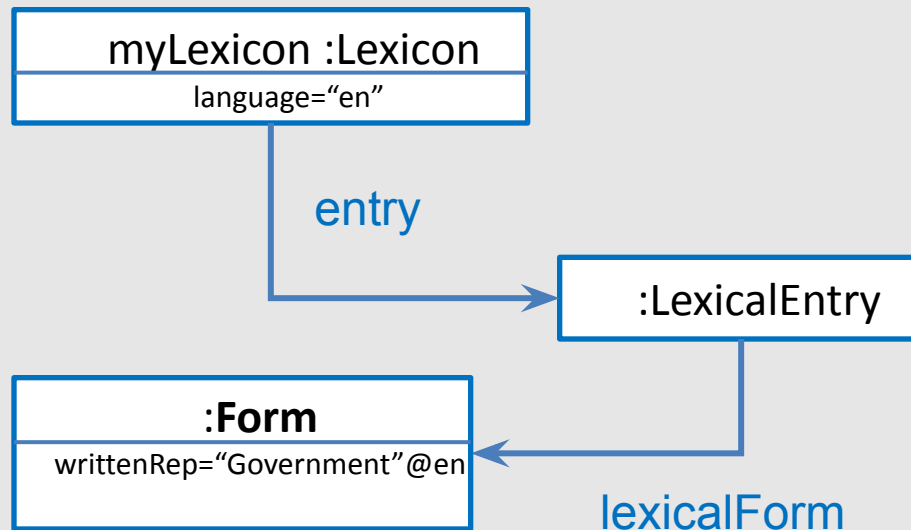 myLexicon :Lexicon
language=“en”
entry
:LexicalEntry
:Form
writtenRep=“Government”@en
lexicalForm